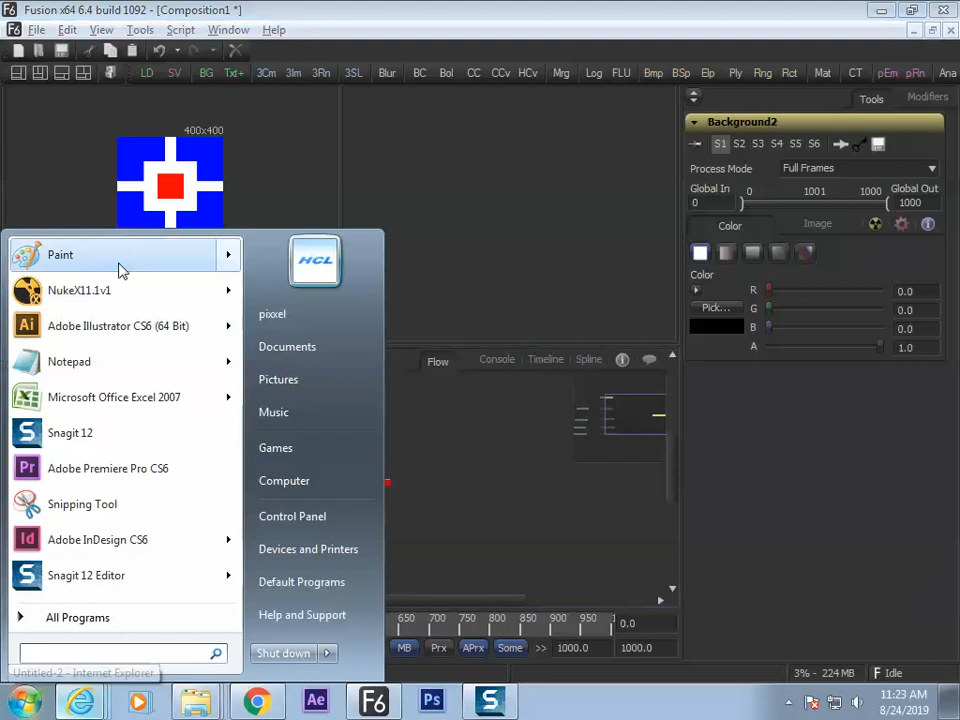 Fusion x64 6.4 build 1092 - [Composition1 *]
File Edit View Tools Script Window Help
LD SV BG Txt+ 3Cm 3Im 3Rn 3SL Blur BC Bol CC CCv HCv Mrg Log FLU Bmp BSp Elp Ply Rng Rct Mat CT pEm pRn Ana
400x400
Tools Modifiers
Background2
S1 S2 S3 S4 S5 S6
Process Mode Full Frames
Global In 0 1001 1000 Global Out
0 1000
Color Image
Color
Pick...
R 0.0
G 0.0
B 0.0
A 1.0
Flow Console Timeline Spline
650 700 750 800 850 900 950 0.0
MB Prx APrx Some >> 1000.0 1000.0
3% - 224 MB Idle
Paint
NukeX11.1v1
Adobe Illustrator CS6 (64 Bit)
Notepad
Microsoft Office Excel 2007
Snagit 12
Adobe Premiere Pro CS6
Snipping Tool
Adobe InDesign CS6
Snagit 12 Editor
All Programs
HCL
pixxel
Documents
Pictures
Music
Games
Computer
Control Panel
Devices and Printers
Default Programs
Help and Support
Shut down
Untitled-2 - Internet Explorer
11:23 AM
8/24/2019